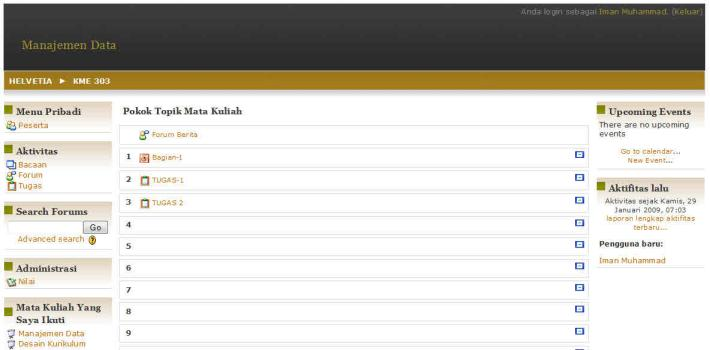 Anda login sebagai Iman Muhammad. (Keluar)
Manajemen Data
HELVETIA ► KME 303
Menu Pribadi
Peserta
Aktivitas
Bacaan
Forum
Tugas
Search Forums
Go
Advanced search
Administrasi
Nilai
Mata Kuliah Yang
Saya Ikuti
Manajemen Data
Desain Kurikulum
Pokok Topik Mata Kuliah
Forum Berita
1 Bagian-I
2 TUGAS-1
3 TUGAS 2
4
5
6
7
8
9
Upcoming Events
There are no upcoming
events
Go to calendar...
New Event...
Aktifitas lalu
Aktivitas sejak Kamis, 29
Januari 2009, 07:03
laporan lengkap aktifitas
terbaru...
Pengguna baru:
Iman Muhammad